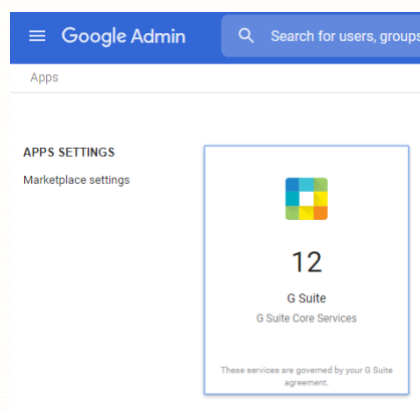 Google Admin
Search for users, groups
Apps
APPS SETTINGS
Marketplace settings
12
G Suite
G Suite Core Services
These services are governed by your G Suite
agreement.